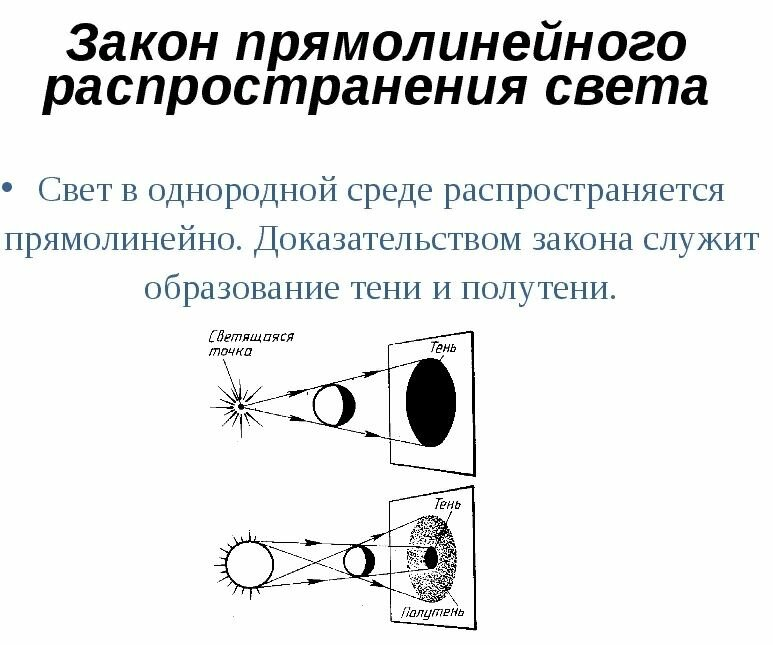 Закон прямолинейного
распространения света
• Свет в однородной среде распространяется
прямолинейно. Доказательством закона служит
образование тени и полутени.
Светящаяся
точка
Тень
Тень
Полутень